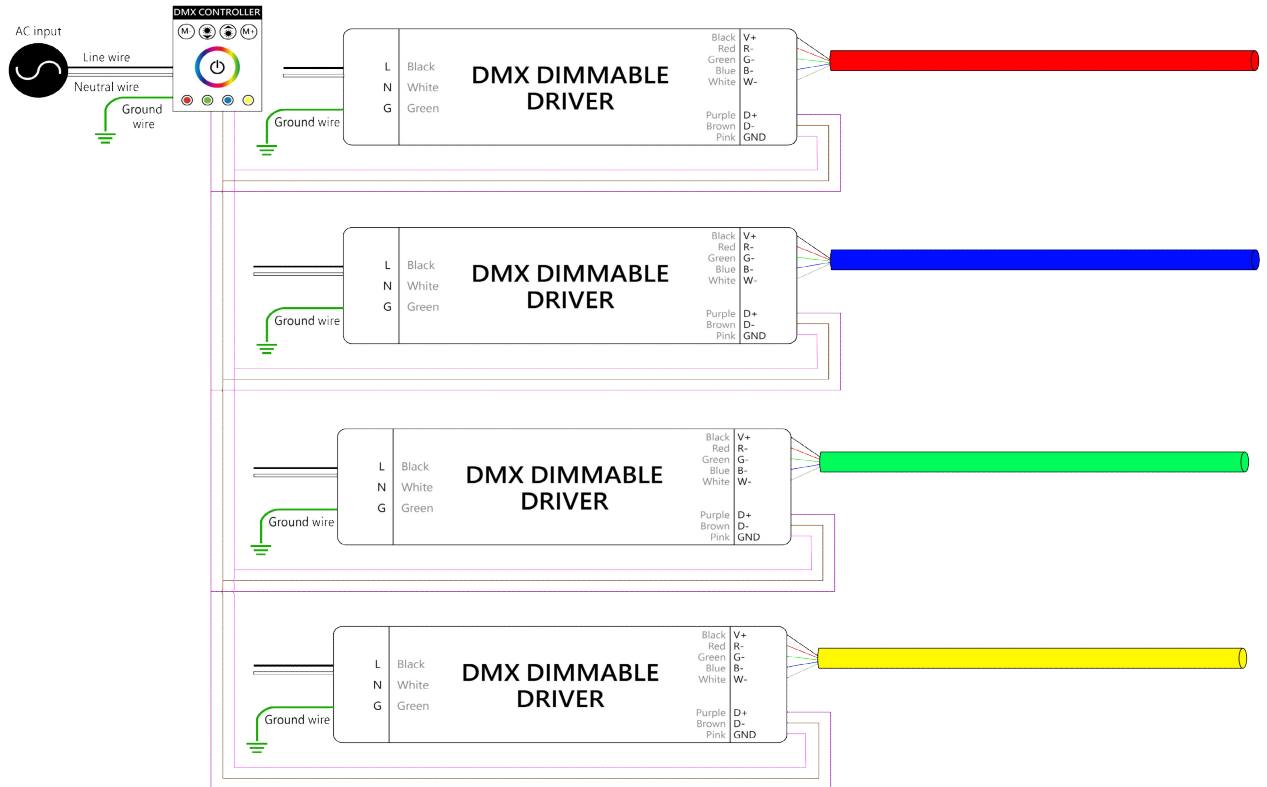 DMX CONTROLLER
AC input
M-
M+
Line wire
Neutral wire
Ground
wire
L Black
N White
G Green
Ground wire
DMX DIMMABLE
DRIVER
Black V+
Red R-
Green G-
Blue B-
White W-
Purple D+
Brown D-
Pink GND
L Black
N White
G Green
Ground wire
DMX DIMMABLE
DRIVER
Black V+
Red R-
Green G-
Blue B-
White W-
Purple D+
Brown D-
Pink GND
L Black
N White
G Green
Ground wire
DMX DIMMABLE
DRIVER
Black V+
Red R-
Green G-
Blue B-
White W-
Purple D+
Brown D-
Pink GND
L Black
N White
G Green
Ground wire
DMX DIMMABLE
DRIVER
Black V+
Red R-
Green G-
Blue B-
White W-
Purple D+
Brown D-
Pink GND